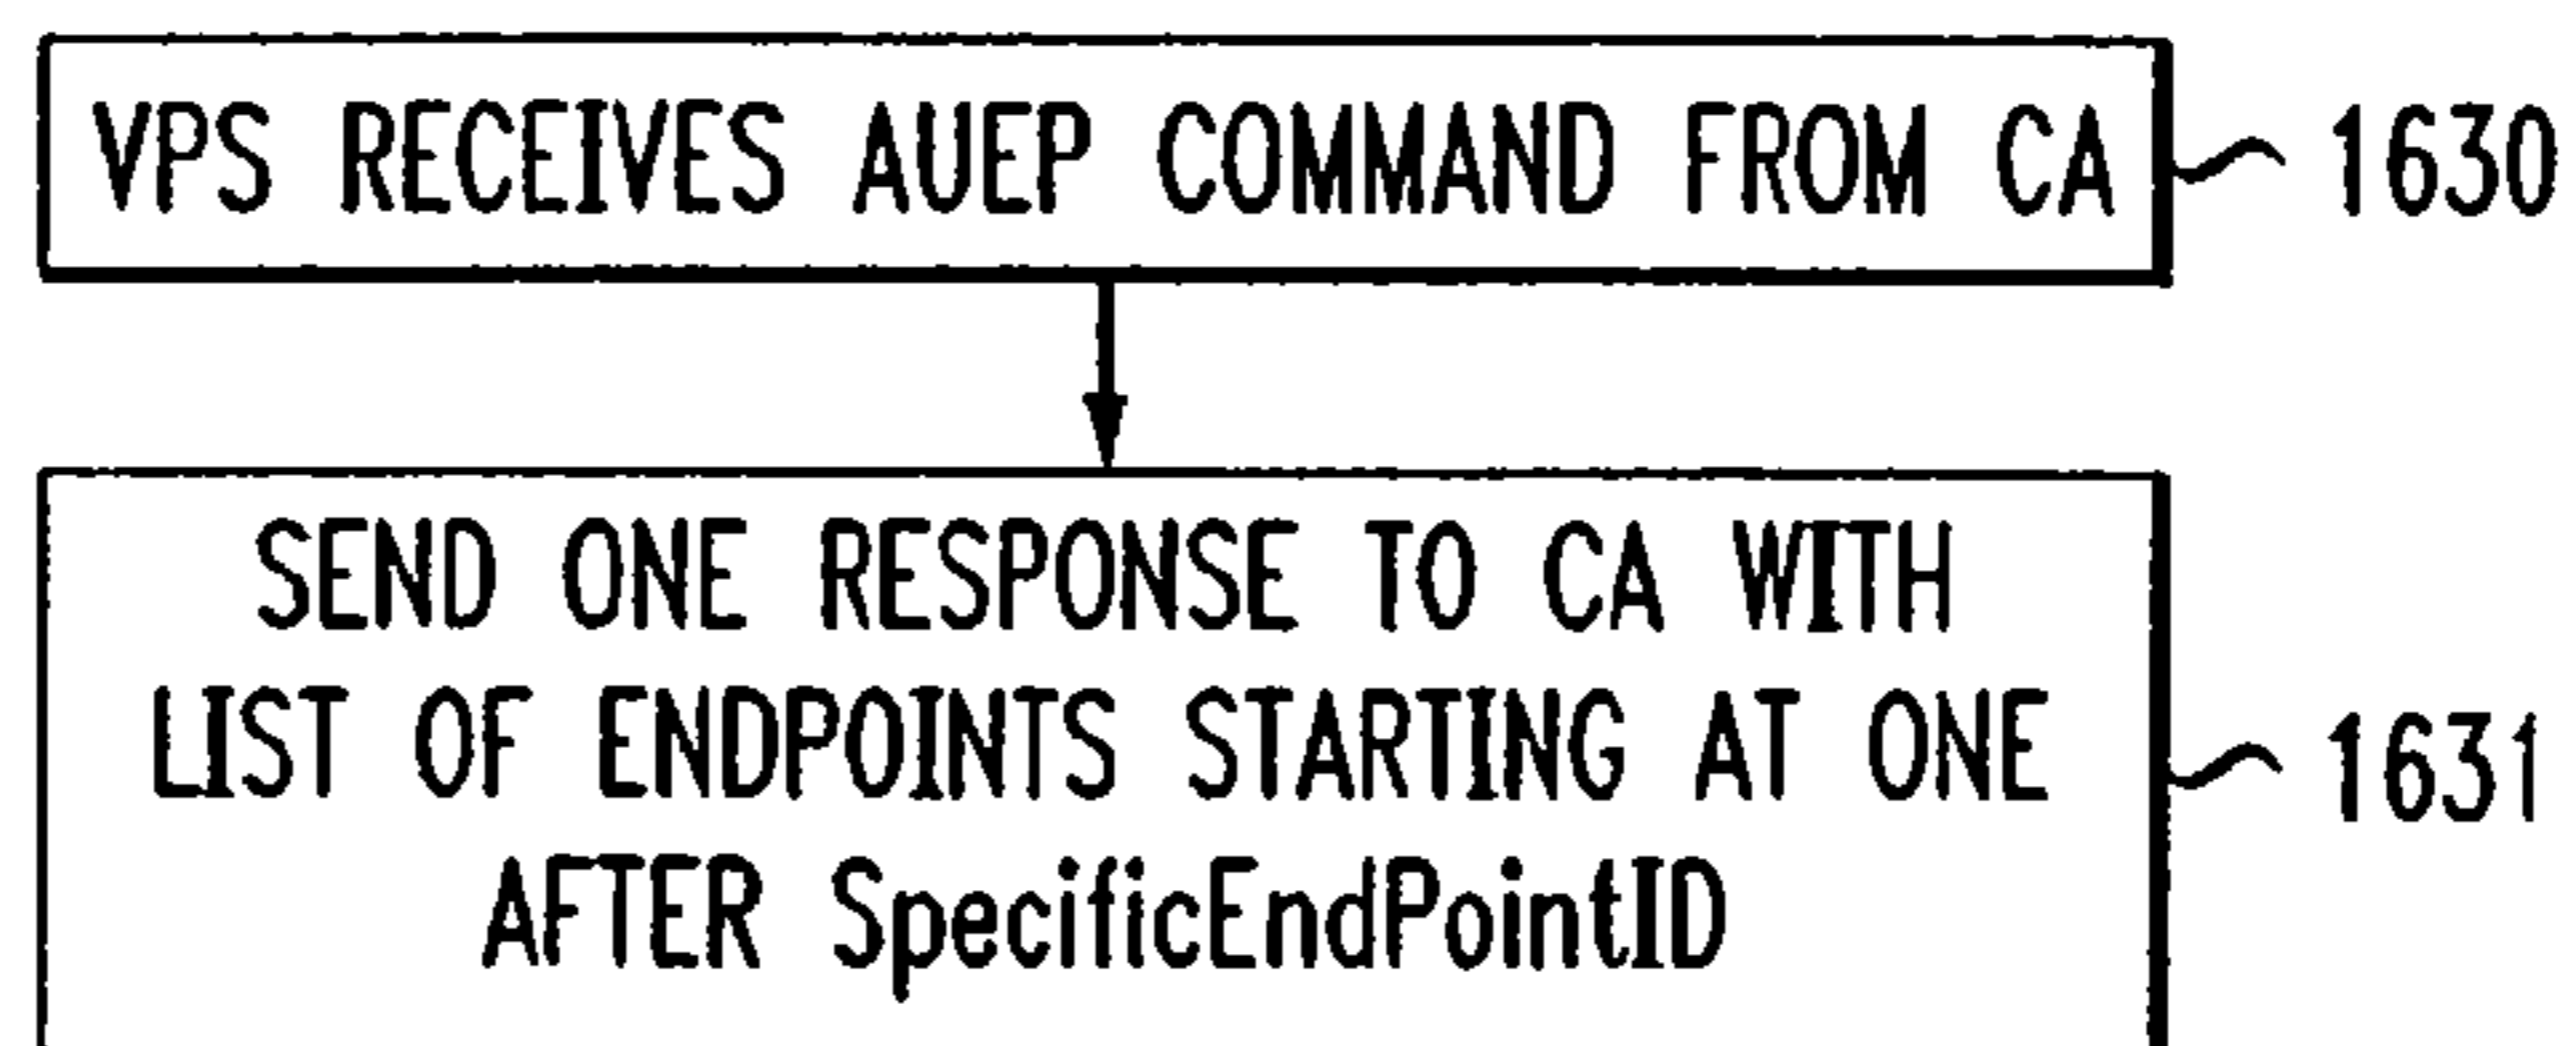 VPS RECEIVES AUEP COMMAND FROM CA
1630
SEND ONE RESPONSE TO CA WITH
LIST OF ENDPOINTS STARTING AT ONE
AFTER SpecificEndPointID
1631